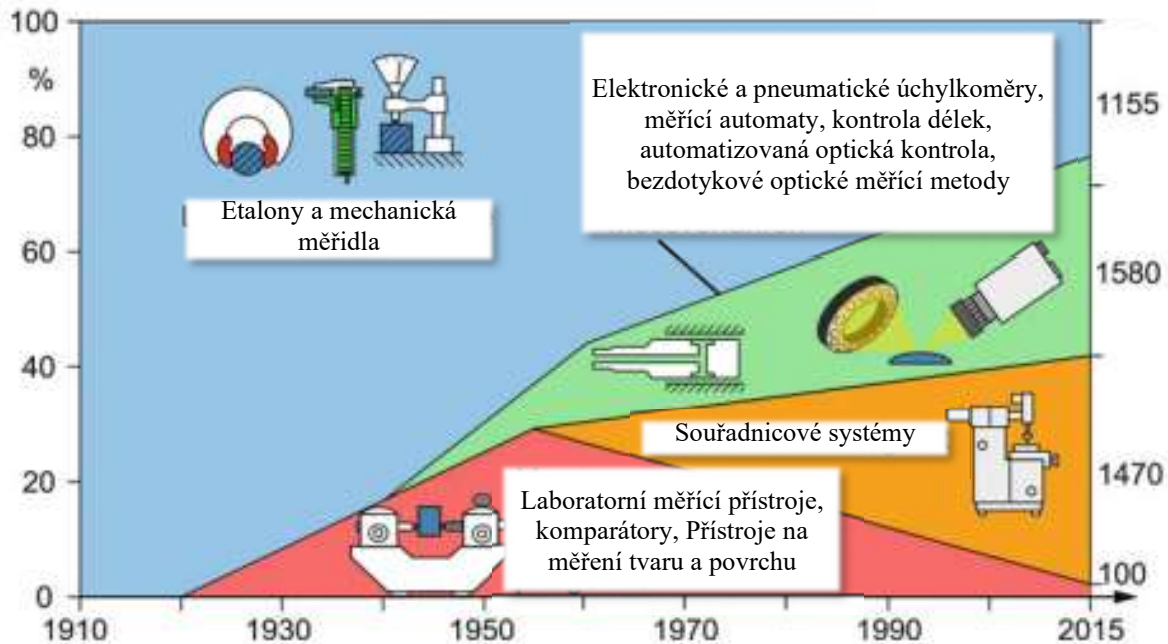 100
%
80
60
40
20
0
Etalony a mechanická
měřidla
Elektronické a pneumatické úchylkoměry,
měřící automaty, kontrola délek,
automatizovaná optická kontrola,
bezdotykové optické měřící metody
Souřadnicové systémy
Laboratorní měřící přístroje,
komparátory, Přístroje na
měření tvaru a povrchu
1155
1580
1470
100
1910
1930
1950
1970
1990
2015